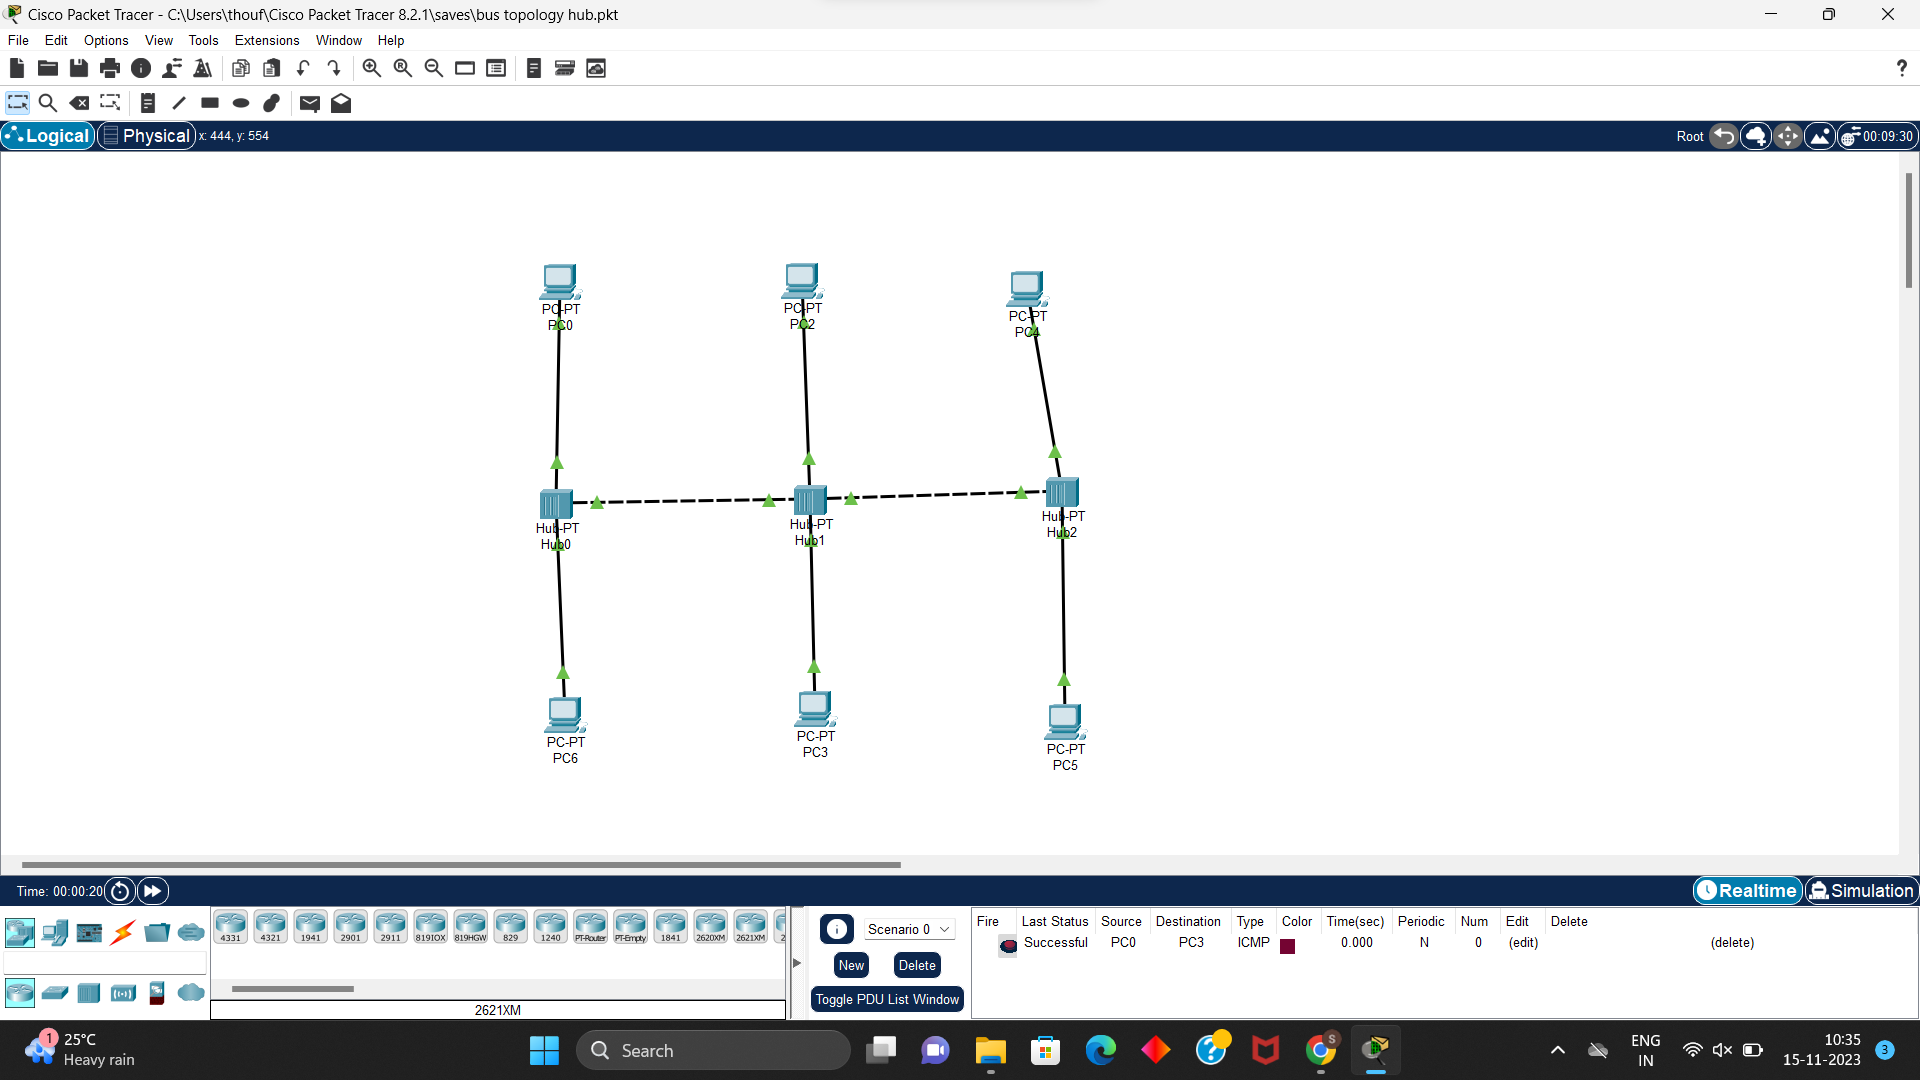 Cisco Packet Tracer - C:\Users\thouf\Cisco Packet Tracer 8.2.1\saves\bus topology hub.pkt
File Edit Options View Tools Extensions Window Help
?
Logical Physical x: 444, y: 554 Root 00:09:30
PC-PT
PC0
PC-PT
PC2
PC-PT
PC4
Hub-PT
Hub0
Hub-PT
Hub1
Hub-PT
Hub2
PC-PT
PC6
PC-PT
PC3
PC-PT
PC5
Time: 00:00:20 Realtime Simulation
4331 4321 1941 2901 2911 819IOX 819HGW 829 1240 PT-Router PT-Empty 1841 2620XM 2621XM 2
2621XM
Scenario 0
New Delete
Toggle PDU List Window
Fire Last Status Source Destination Type Color Time(sec) Periodic Num Edit Delete
Successful PC0 PC3 ICMP 0.000 N 0 (edit) (delete)
1 25°C
Heavy rain
Search
S
ENG
IN
10:35
15-11-2023
3